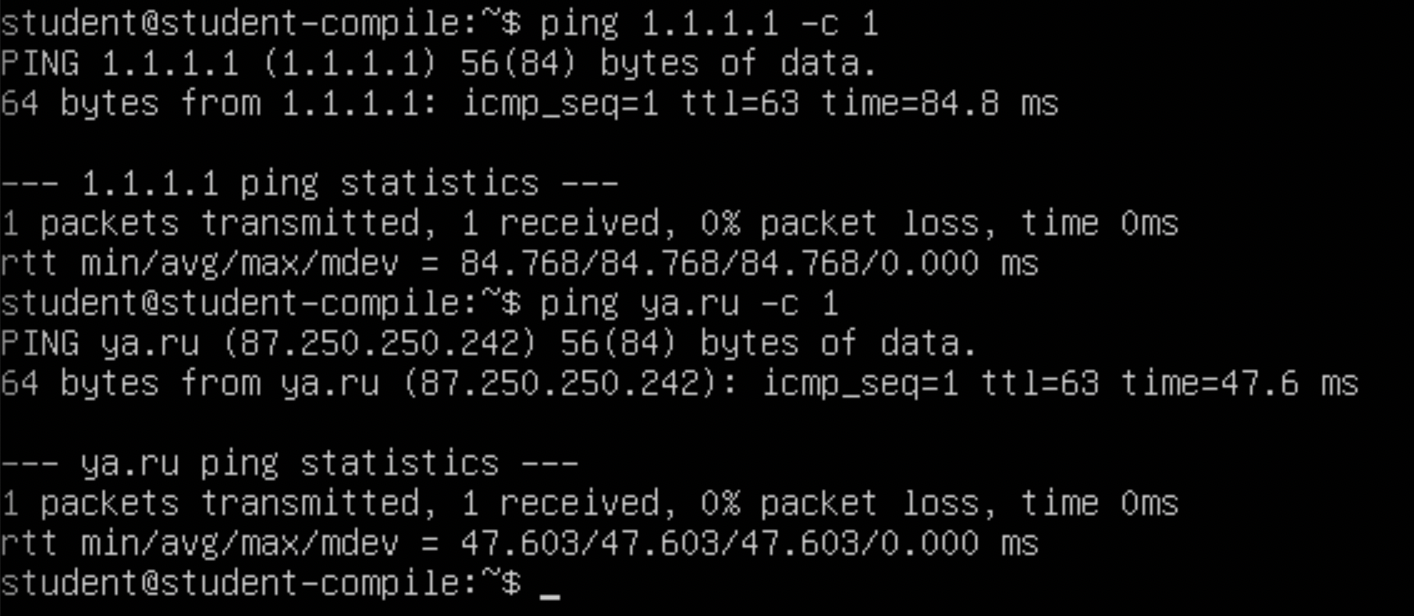 student@student-compile:~$ ping 1.1.1.1 -c 1
PING 1.1.1.1 (1.1.1.1) 56(84) bytes of data.
64 bytes from 1.1.1.1: icmp_seq=1 ttl=63 time=84.8 ms
--- 1.1.1.1 ping statistics ---
1 packets transmitted, 1 received, 0% packet loss, time 0ms
rtt min/avg/max/mdev = 84.768/84.768/84.768/0.000 ms
student@student-compile:~$ ping ya.ru -c 1
PING ya.ru (87.250.250.242) 56(84) bytes of data.
64 bytes from ya.ru (87.250.250.242): icmp_seq=1 ttl=63 time=47.6 ms
--- ya.ru ping statistics ---
1 packets transmitted, 1 received, 0% packet loss, time 0ms
rtt min/avg/max/mdev = 47.603/47.603/47.603/0.000 ms
student@student-compile:~$ _